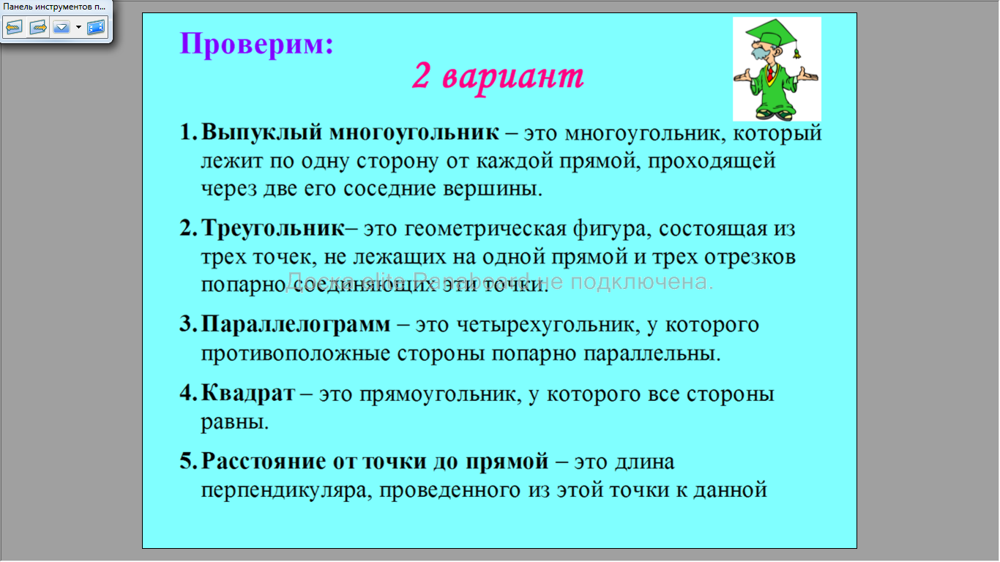 Панель инструментов п...
Проверим:
2 вариант
1. Выпуклый многоугольник – это многоугольник, который
лежит по одну сторону от каждой прямой, проходящей
через две его соседние вершины.
2. Треугольник– это геометрическая фигура, состоящая из
трех точек, не лежащих на одной прямой и трех отрезков
попарно соединяющих эти точки.
Доска elite Panaboard не подключена.
3. Параллелограмм – это четырехугольник, у которого
противоположные стороны попарно параллельны.
4. Квадрат – это прямоугольник, у которого все стороны
равны.
5. Расстояние от точки до прямой – это длина
перпендикуляра, проведенного из этой точки к данной